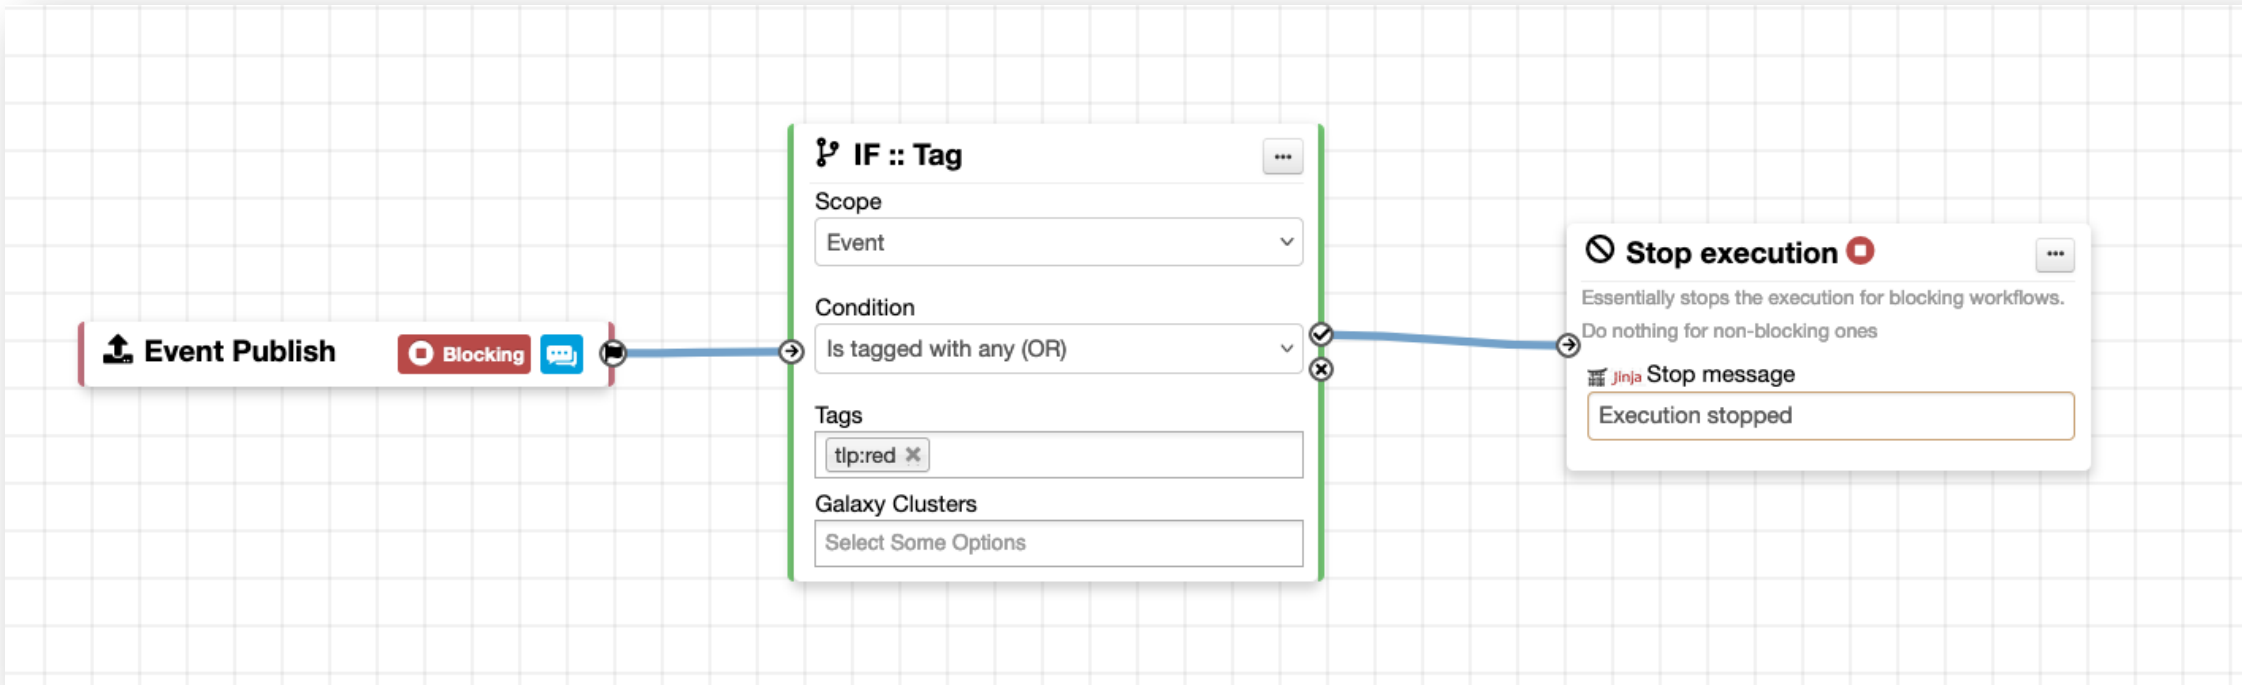 Event Publish
Blocking
IF :: Tag
Scope
Event
Condition
Is tagged with any (OR)
Tags
tlp:red
Galaxy Clusters
Select Some Options
Stop execution
Essentially stops the execution for blocking workflows.
Do nothing for non-blocking ones
Jinja Stop message
Execution stopped